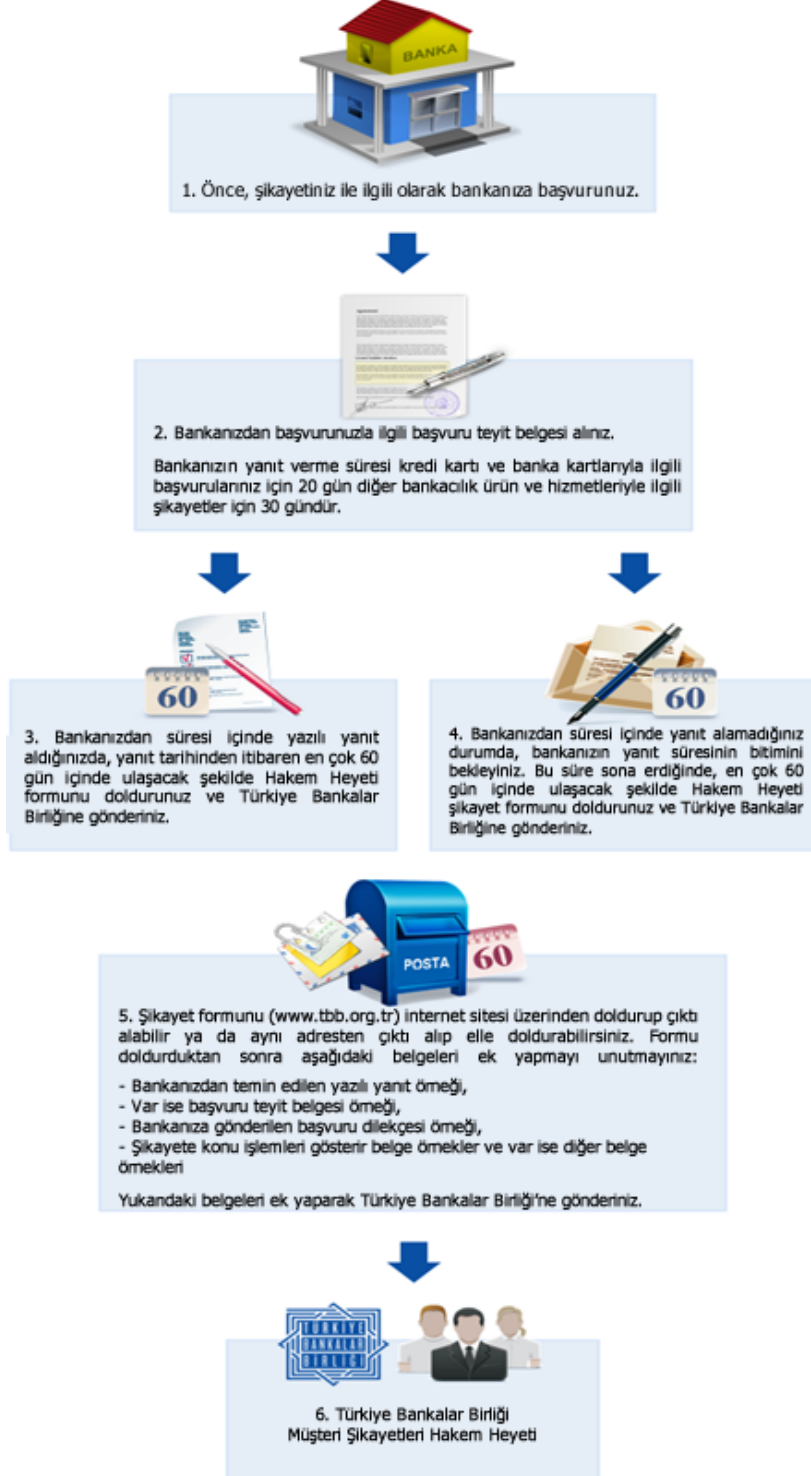 BANKA
1. Önce, şikayetiniz ile ilgili olarak bankanıza başvurunuz.
2. Bankanızdan başvurunuzla ilgili başvuru teyit belgesi alınız.
Bankanızın yanıt verme süresi kredi kartı ve banka kartlarıyla ilgili
başvurularınız için 20 gün diğer bankacılık ürün ve hizmetleriyle ilgili
şikayetler için 30 gündür.
60
3. Bankanızdan süresi içinde yazılı yanıt
aldığınızda, yanıt tarihinden itibaren en çok 60
gün içinde ulaşacak şekilde Hakem Heyeti
formunu doldurunuz ve Türkiye Bankalar
Birliğine gönderiniz.
60
4. Bankanızdan süresi içinde yanıt alamadığınız
durumda, bankanızın yanıt süresinin bitimini
bekleyiniz. Bu süre sona erdiğinde, en çok 60
gün içinde ulaşacak şekilde Hakem Heyeti
şikayet formunu doldurunuz ve Türkiye Bankalar
Birliğine gönderiniz.
POSTA
60
5. Şikayet formunu (www.tbb.org.tr) internet sitesi üzerinden doldurup çıktı
alabilir ya da aynı adresten çıktı alıp elle doldurabilirsiniz. Formu
doldurduktan sonra aşağıdaki belgeleri ek yapmayı unutmayınız:
- Bankanızdan temin edilen yazılı yanıt örneği,
- Var ise başvuru teyit belgesi örneği,
- Bankanıza gönderilen başvuru dilekçesi örneği,
- Şikayete konu işlemleri gösterir belge örnekler ve var ise diğer belge
örnekleri
Yukarıdaki belgeleri ek yaparak Türkiye Bankalar Birliği'ne gönderiniz.
TÜRKİYE
BANKALAR
BİRLİĞİ
6. Türkiye Bankalar Birliği
Müşteri Şikayetleri Hakem Heyeti